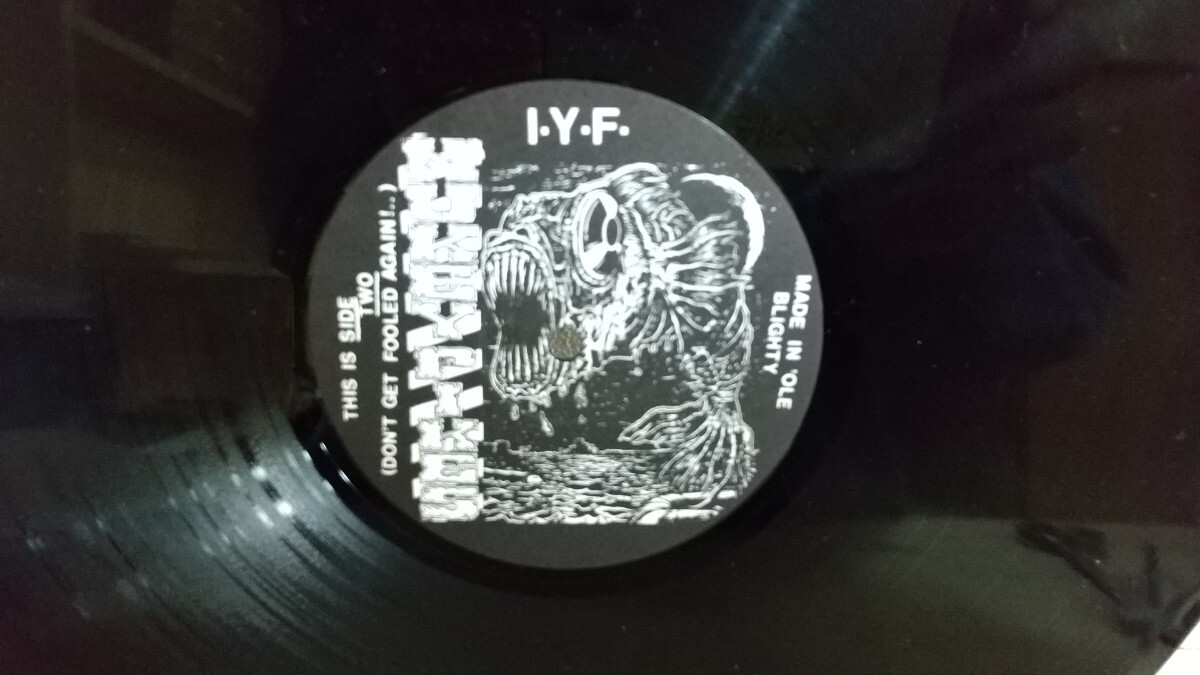 I·Y·F·
THIS IS SIDE
TWO
(DON'T GET FOOLED AGAIN!..)
MADE IN 'OLE
BLIGHTY